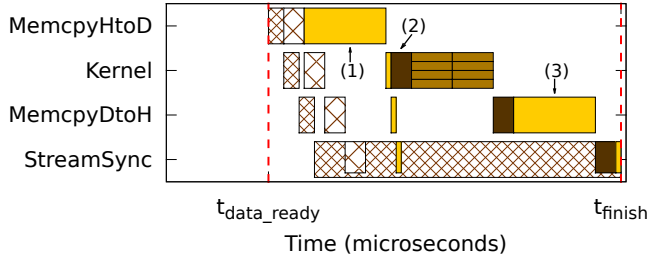 MemcpyHtoD
(2)
Kernel
(1)
(3)
MemcpyDtoH
StreamSync
t_data_ready
t_finish
Time (microseconds)